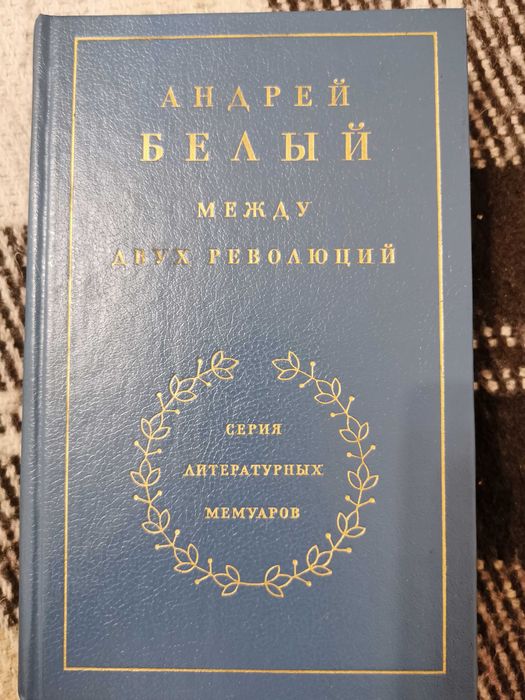 АНДРЕЙ
БЕЛЫЙ
МЕЖДУ
ДВУХ РЕВОЛЮЦИЙ
СЕРИЯ
ЛИТЕРАТУРНЫХ
МЕМУАРОВ